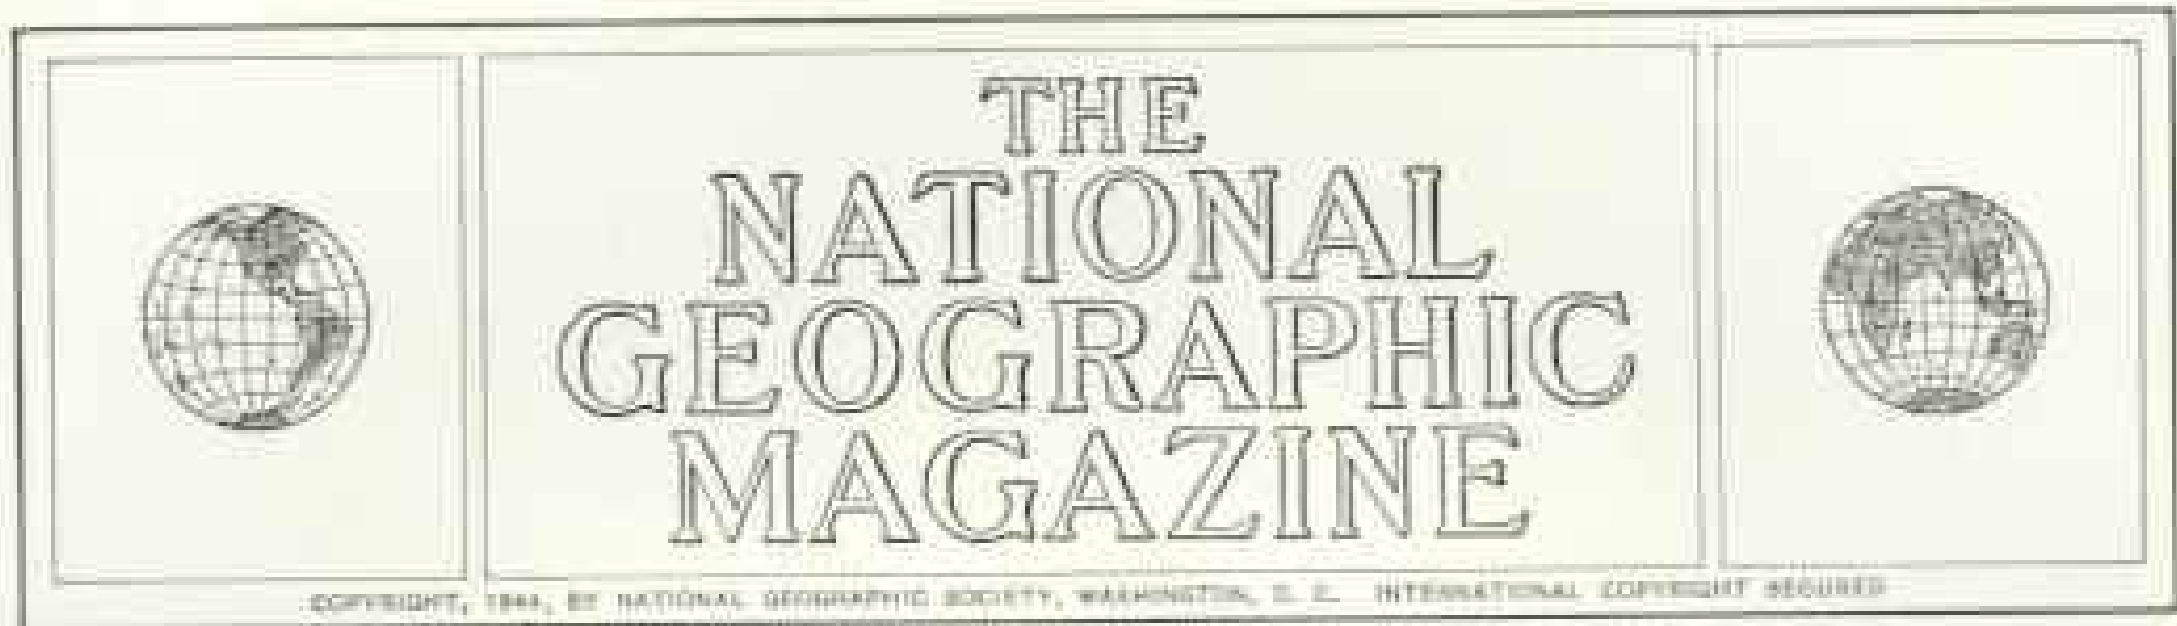 THE
NATIONAL
GEOGRAPHIC
MAGAZINE
COPYRIGHT, BY NATIONAL GEOGRAPHIC SOCIETY, WASHINGTON, D. C. INTERNATIONAL COPYRIGHT SECURED